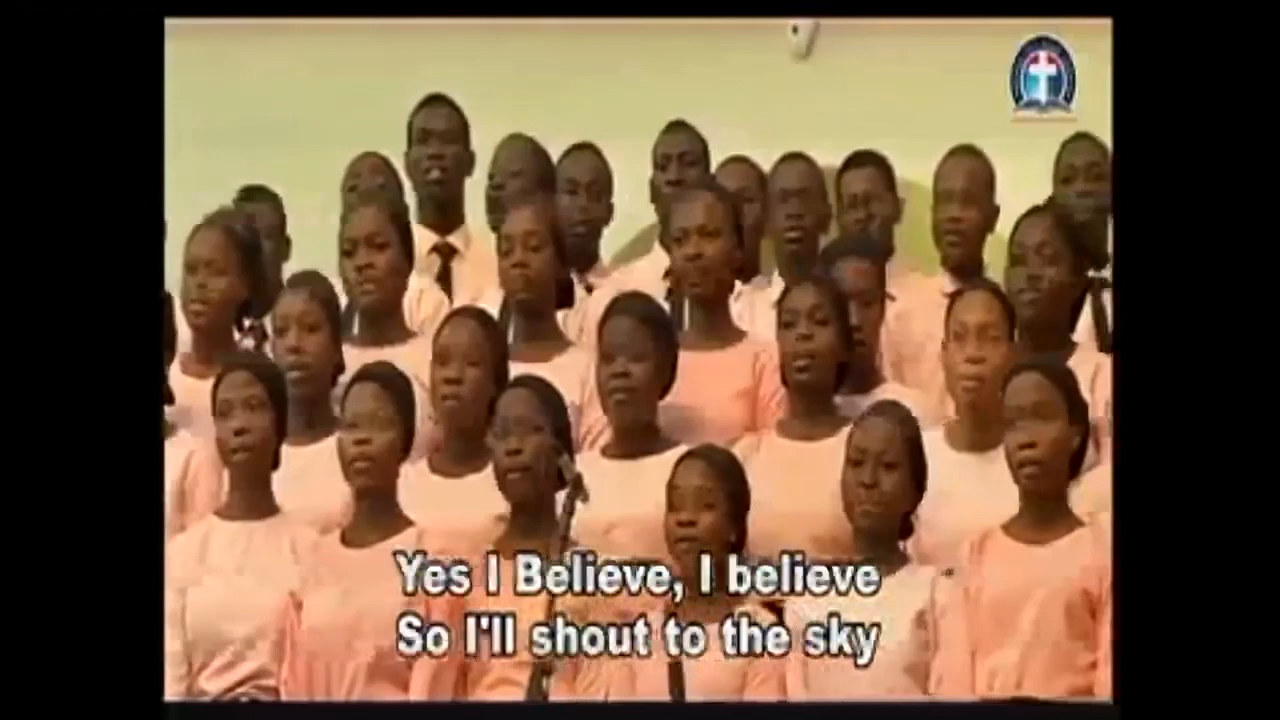 Yes I Believe, I believe
So I'll shout to the sky